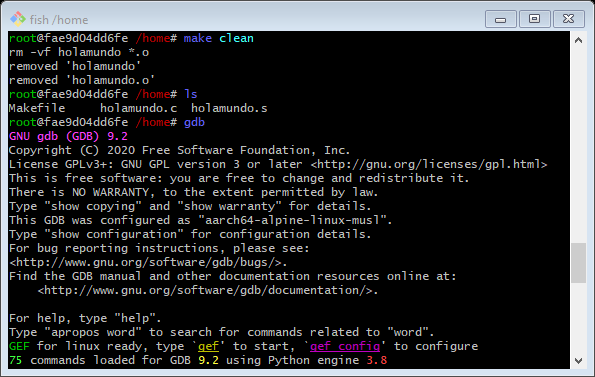 fish /home
root@fae9d04dd6fe /home# make clean
rm -vf holamundo *.o
removed 'holamundo'
removed 'holamundo.o'
root@fae9d04dd6fe /home# ls
Makefile     holamundo.c  holamundo.s
root@fae9d04dd6fe /home# gdb
GNU gdb (GDB) 9.2
Copyright (C) 2020 Free Software Foundation, Inc.
License GPLv3+: GNU GPL version 3 or later <http://gnu.org/licenses/gpl.html>
This is free software: you are free to change and redistribute it.
There is NO WARRANTY, to the extent permitted by law.
Type "show copying" and "show warranty" for details.
This GDB was configured as "aarch64-alpine-linux-musl".
Type "show configuration" for configuration details.
For bug reporting instructions, please see:
<http://www.gnu.org/software/gdb/bugs/>.
Find the GDB manual and other documentation resources online at:
    <http://www.gnu.org/software/gdb/documentation/>.
For help, type "help".
Type "apropos word" to search for commands related to "word".
GEF for linux ready, type `gef' to start, `gef config' to configure
75 commands loaded for GDB 9.2 using Python engine 3.8